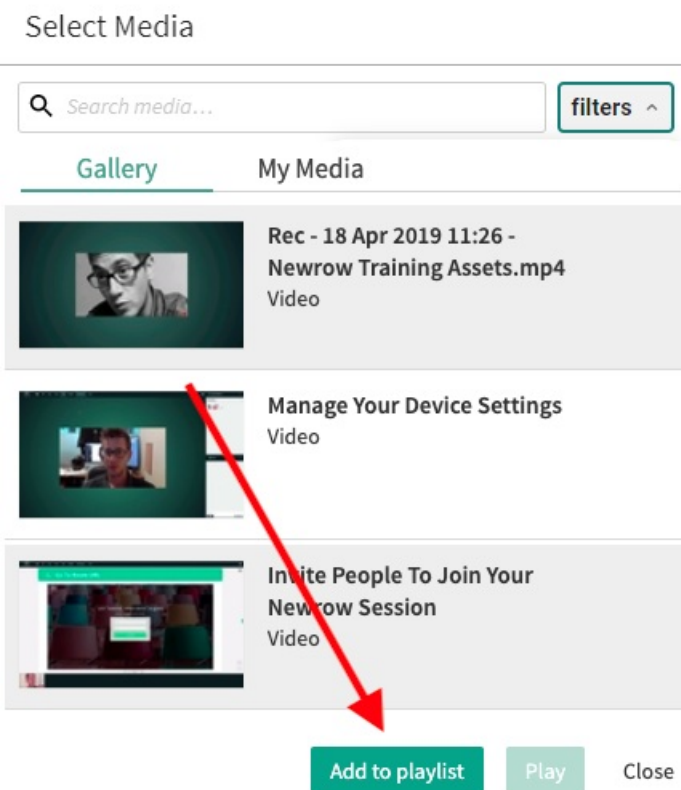 Select Media
Search media...
filters
Gallery
My Media
Rec - 18 Apr 2019 11:26 -
Newrow Training Assets.mp4
Video
Manage Your Device Settings
Video
Invite People To Join Your
Newrow Session
Video
Add to playlist
Play
Close